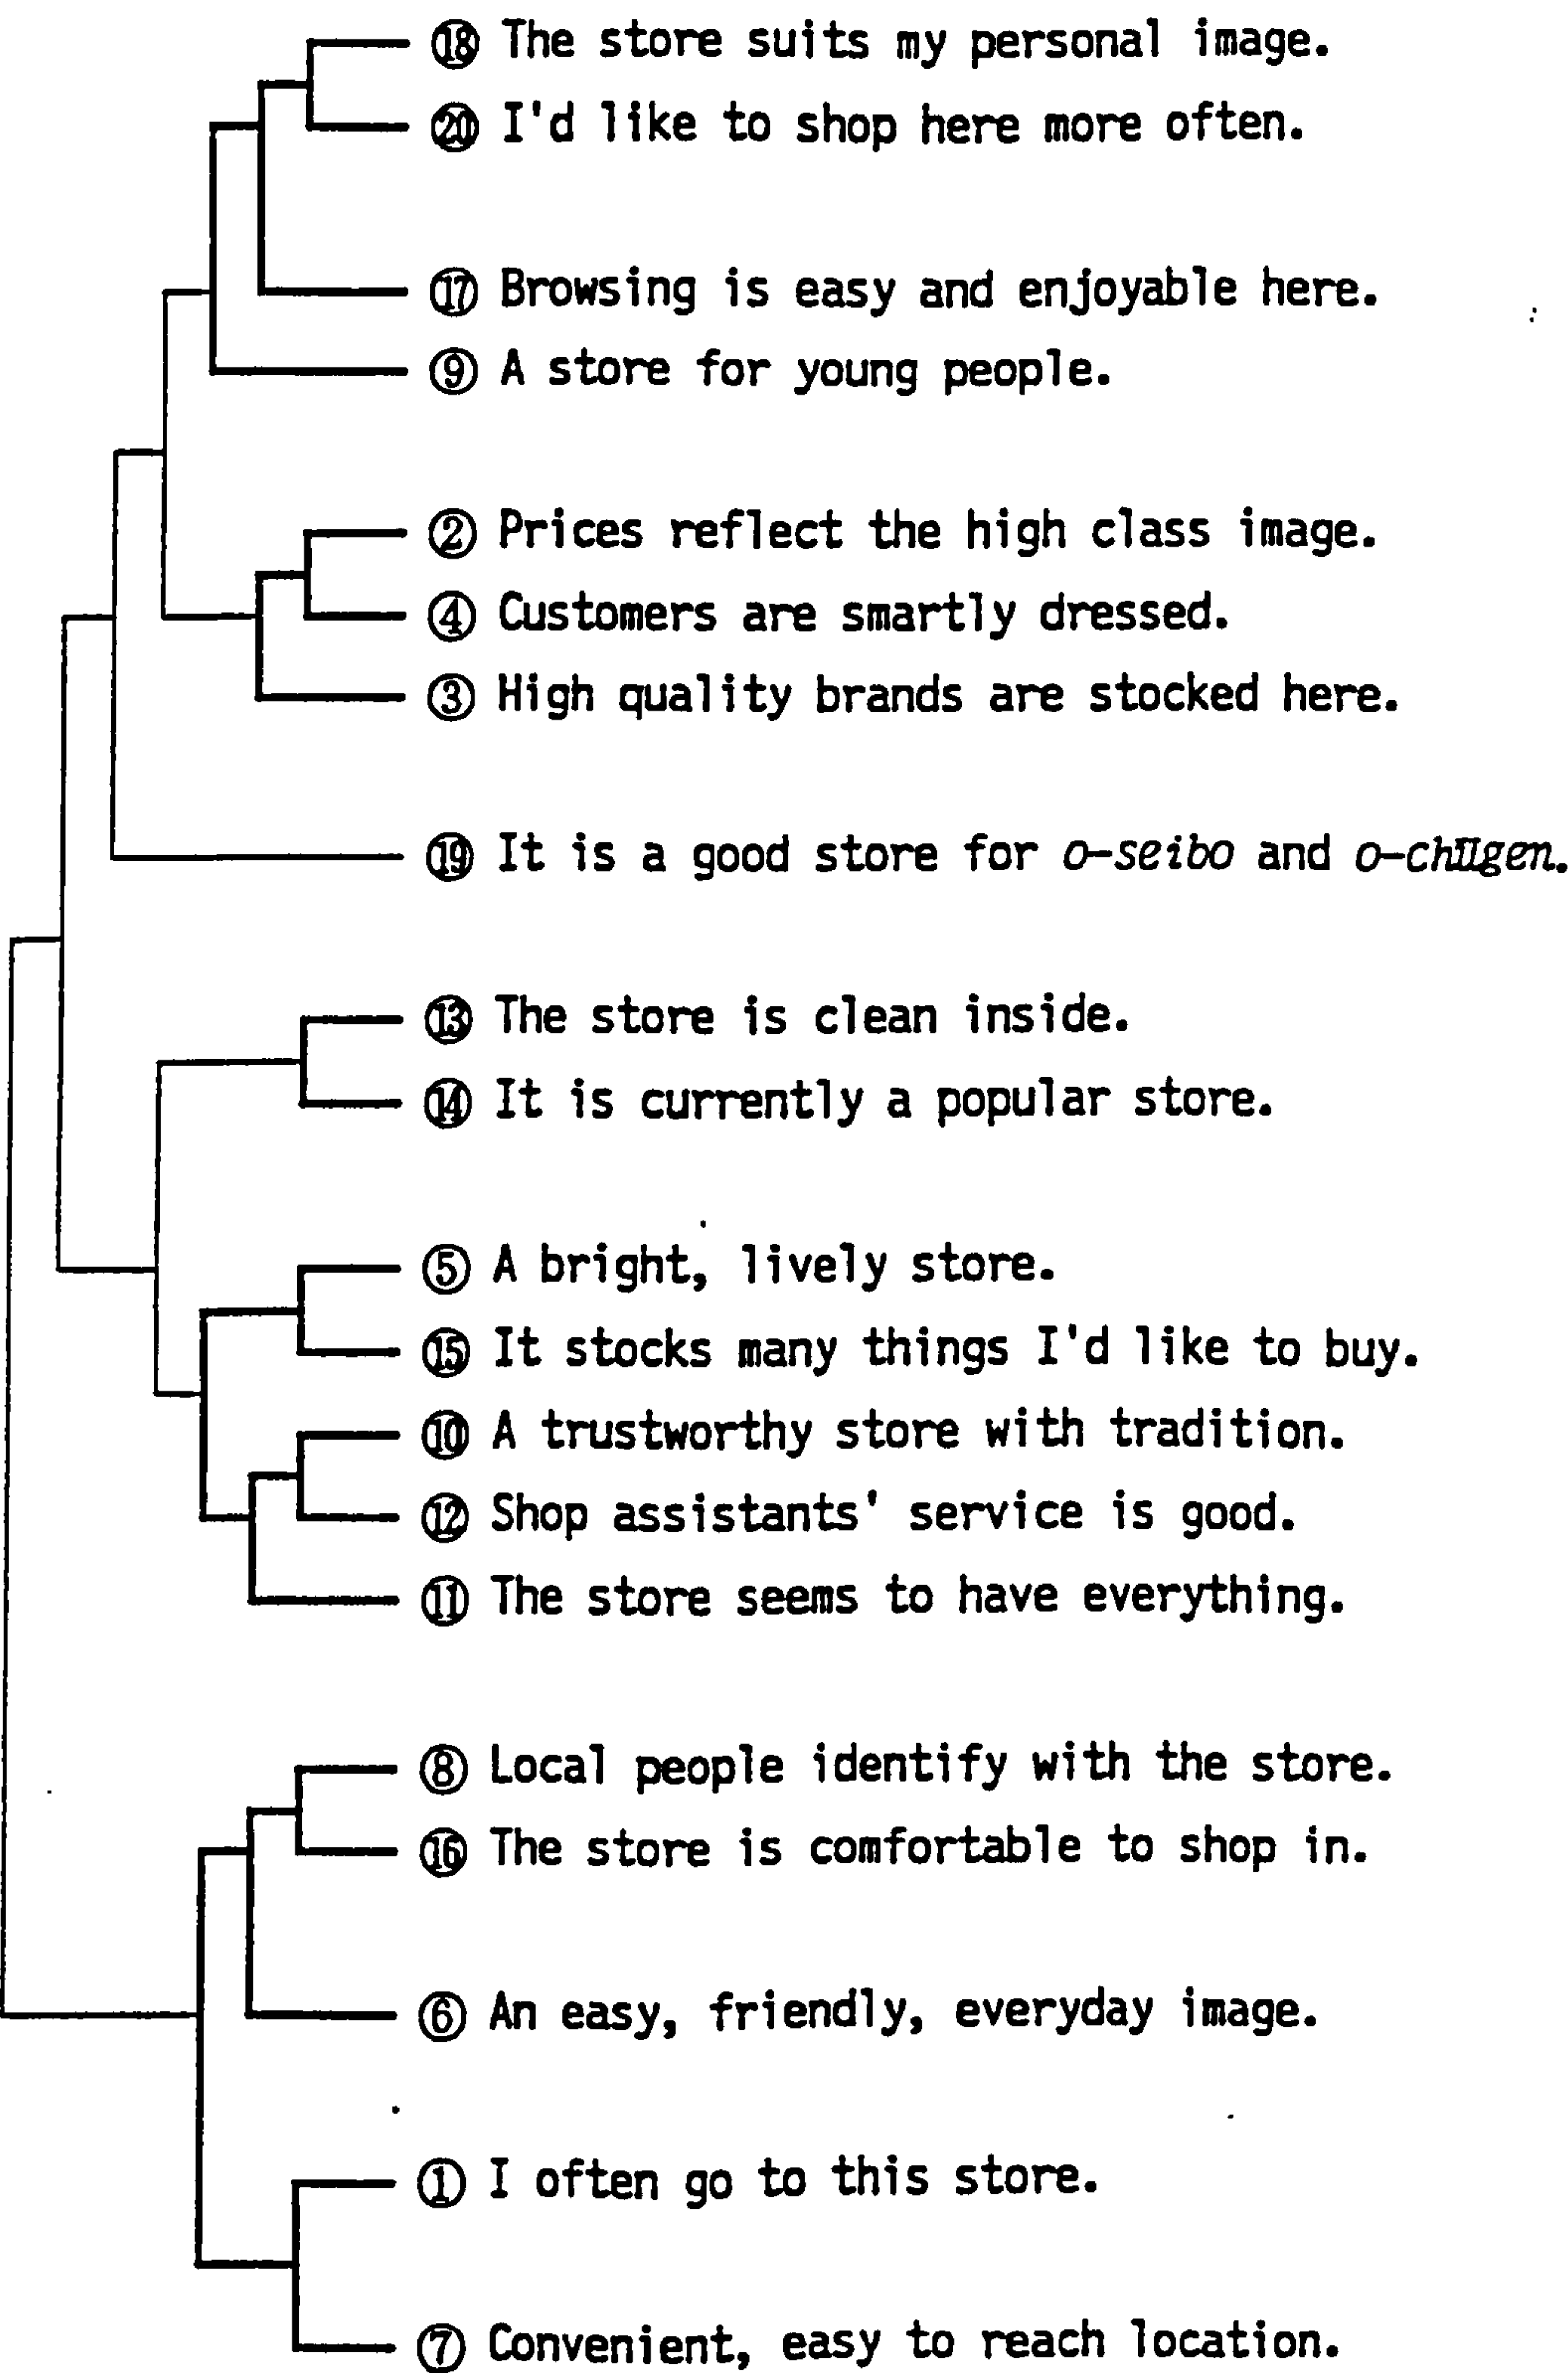 ⑱ The store suits my personal image.
⑳ I'd like to shop here more often.
⑰ Browsing is easy and enjoyable here.
⑨ A store for young people.
② Prices reflect the high class image.
④ Customers are smartly dressed.
③ High quality brands are stocked here.
⑲ It is a good store for o-seibo and o-chūgen.
⑬ The store is clean inside.
⑭ It is currently a popular store.
⑤ A bright, lively store.
⑮ It stocks many things I'd like to buy.
⑩ A trustworthy store with tradition.
⑫ Shop assistants' service is good.
⑪ The store seems to have everything.
⑧ Local people identify with the store.
⑯ The store is comfortable to shop in.
⑥ An easy, friendly, everyday image.
① I often go to this store.
⑦ Convenient, easy to reach location.